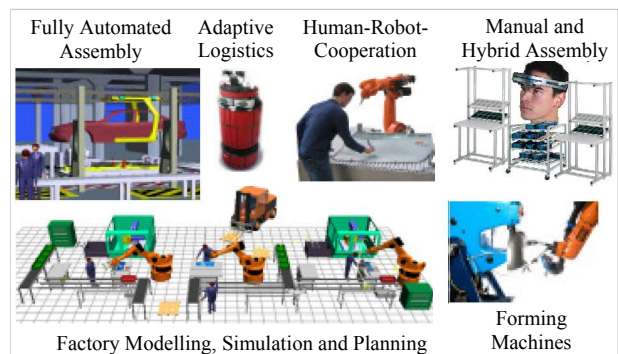 Fully Automated
Assembly
Adaptive
Logistics
Human-Robot-
Cooperation
Manual and
Hybrid Assembly
Factory Modelling, Simulation and Planning
Forming
Machines